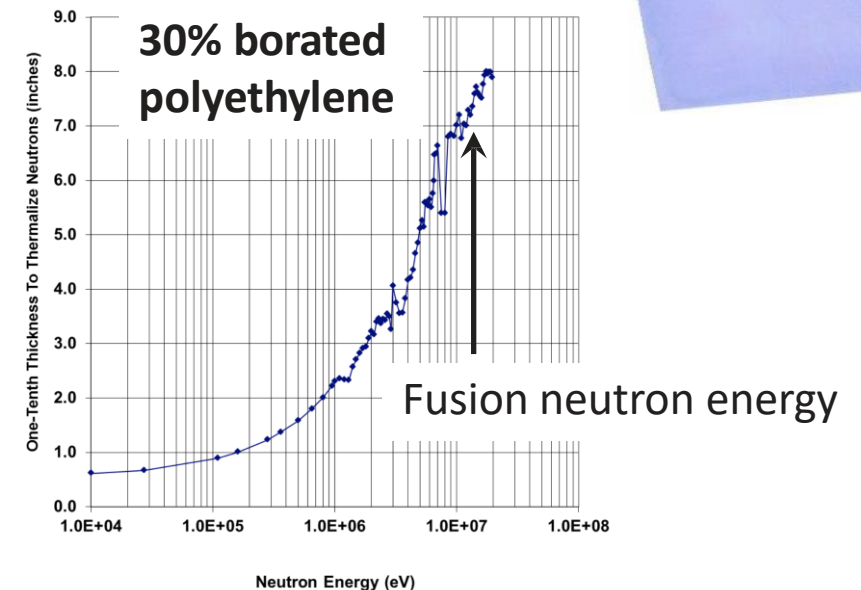 30% borated
polyethylene
One-Tenth Thickness To Thermalize Neutrons (inches)
9.0
8.0
7.0
6.0
5.0
4.0
3.0
2.0
1.0
0.0
Fusion neutron energy
1.0E+04 1.0E+05 1.0E+06 1.0E+07 1.0E+08
Neutron Energy (eV)